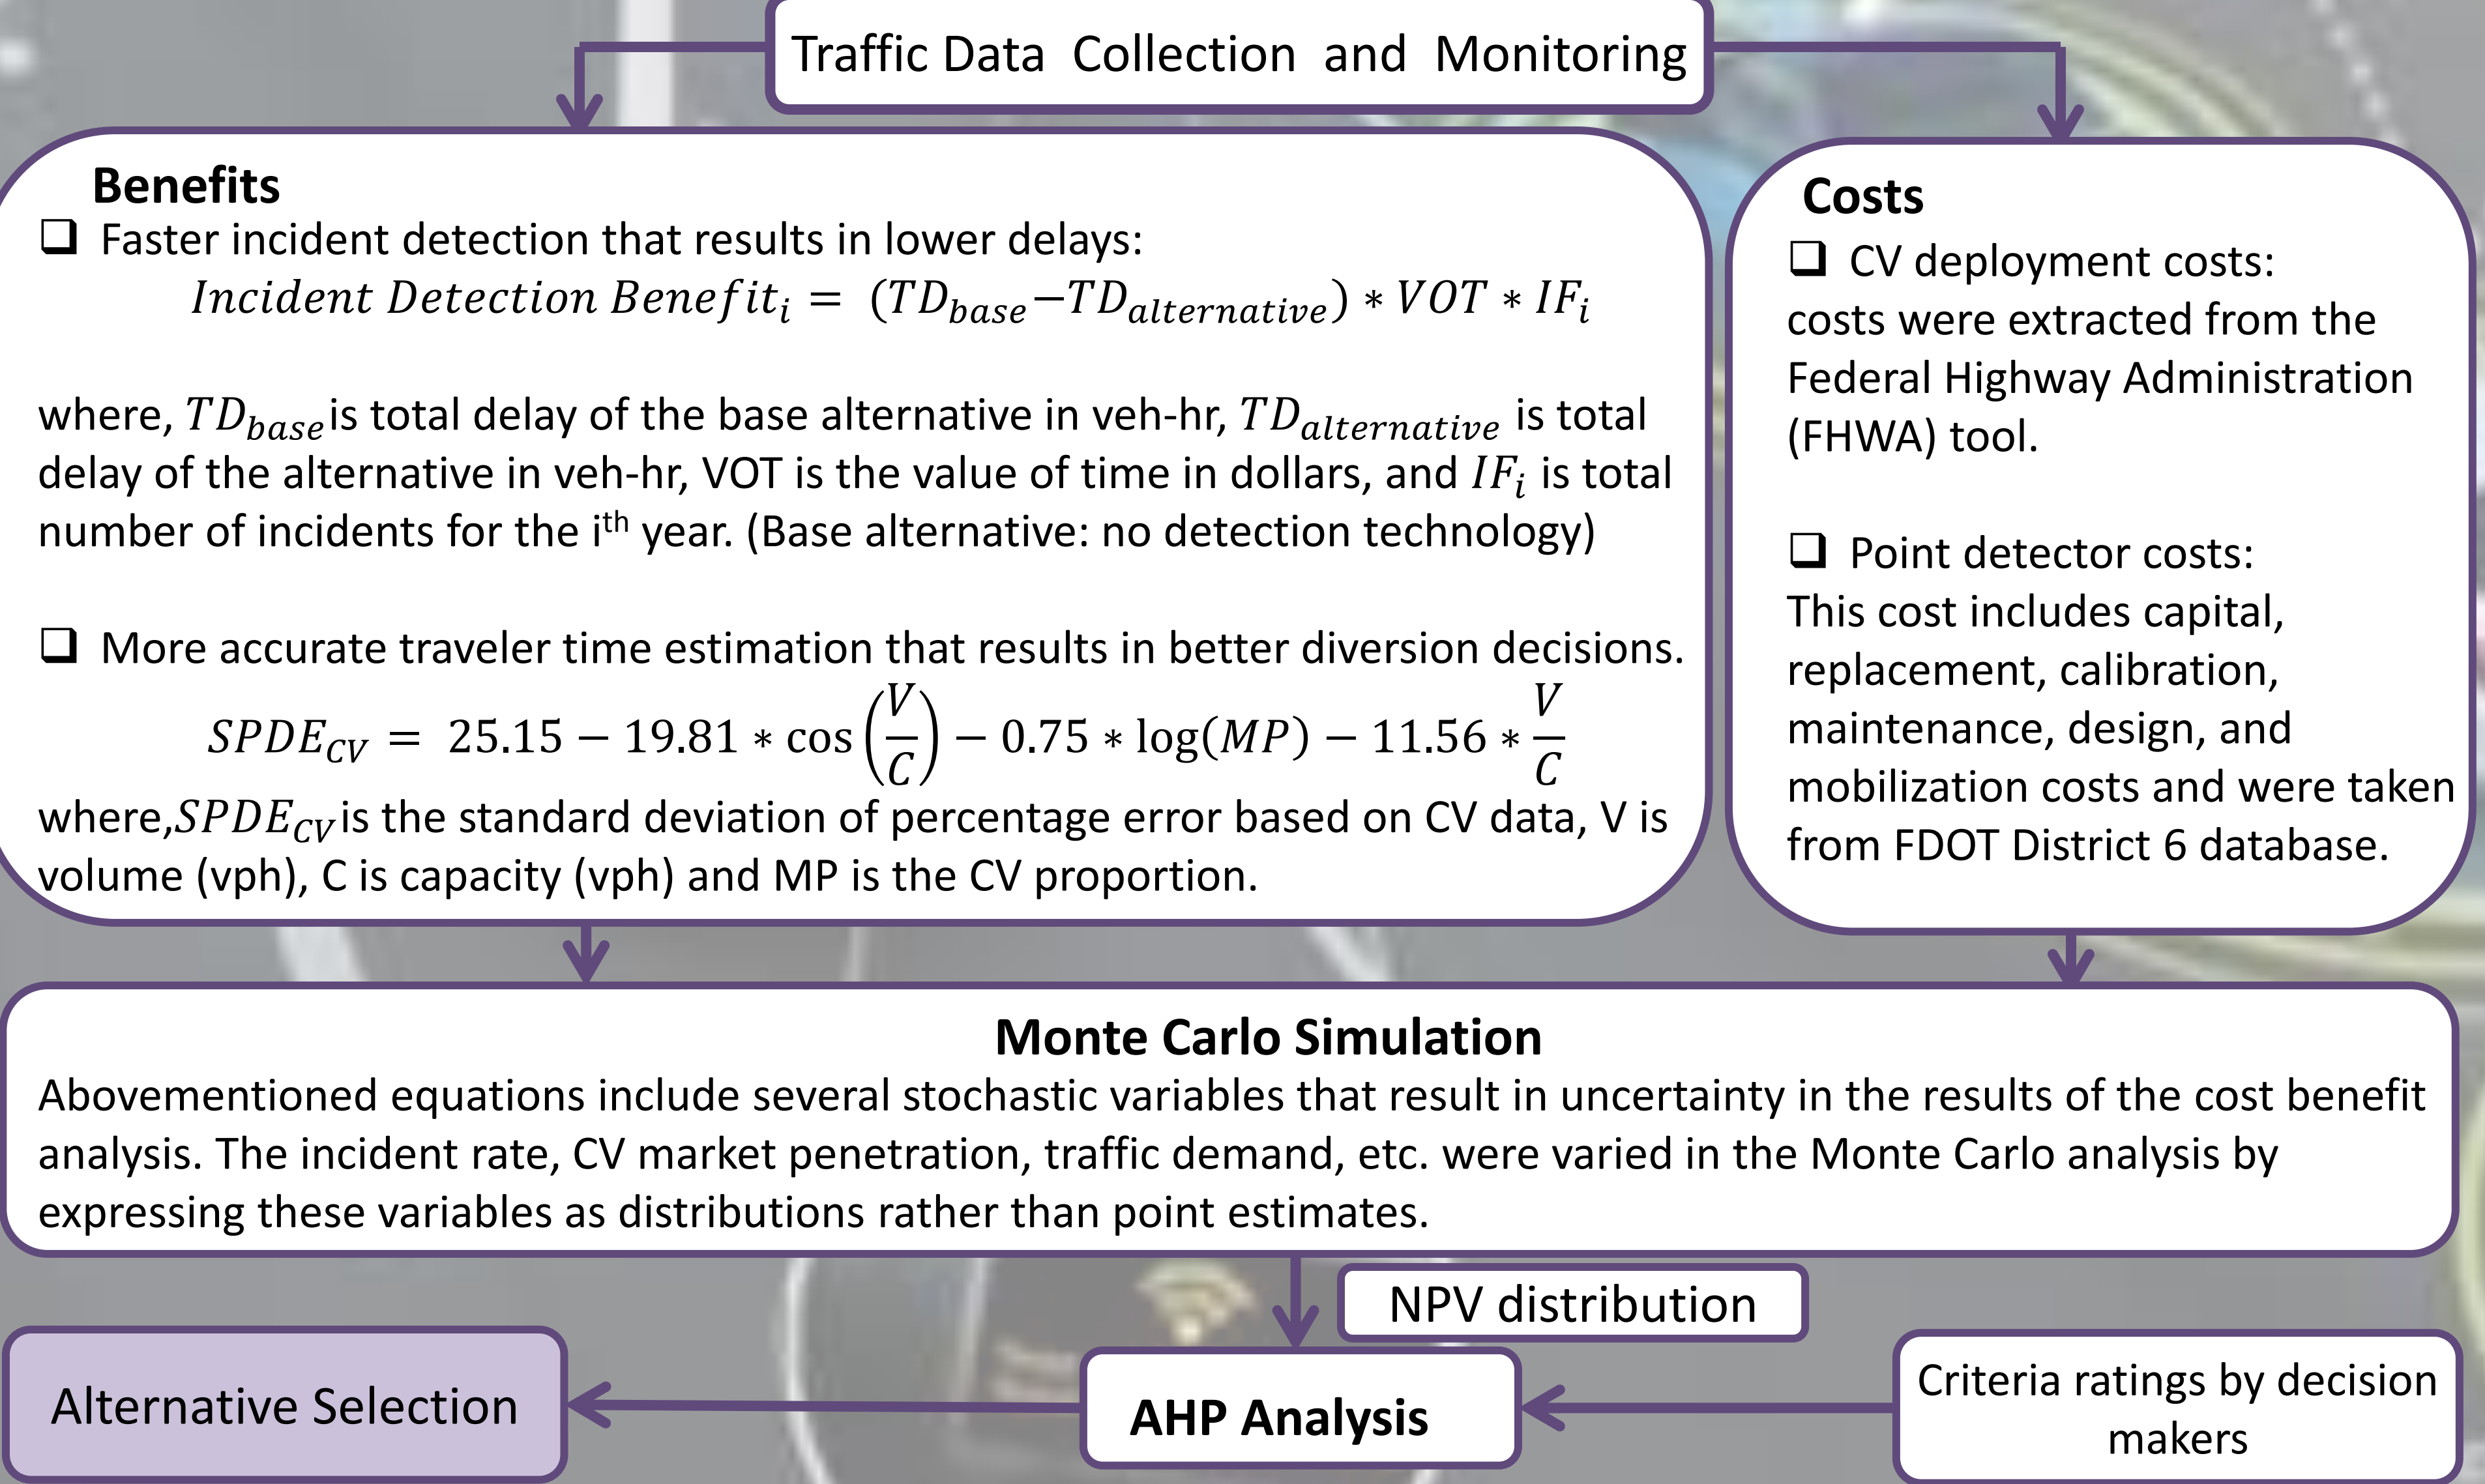 Traffic Data Collection and Monitoring
Benefits
❑ Faster incident detection that results in lower delays:
Incident Detection Benefit_i = (TD_base−TD_alternative) * VOT * IF_i
where, TD_base is total delay of the base alternative in veh-hr, TD_alternative is total
delay of the alternative in veh-hr, VOT is the value of time in dollars, and IF_i is total
number of incidents for the i^th year. (Base alternative: no detection technology)
❑ More accurate traveler time estimation that results in better diversion decisions.
SPDE_CV = 25.15 − 19.81 * cos(V/C) − 0.75 * log(MP) − 11.56 * V/C
where,SPDE_CV is the standard deviation of percentage error based on CV data, V is
volume (vph), C is capacity (vph) and MP is the CV proportion.
Costs
❑ CV deployment costs:
costs were extracted from the
Federal Highway Administration
(FHWA) tool.
❑ Point detector costs:
This cost includes capital,
replacement, calibration,
maintenance, design, and
mobilization costs and were taken
from FDOT District 6 database.
Monte Carlo Simulation
Abovementioned equations include several stochastic variables that result in uncertainty in the results of the cost benefit
analysis. The incident rate, CV market penetration, traffic demand, etc. were varied in the Monte Carlo analysis by
expressing these variables as distributions rather than point estimates.
NPV distribution
Alternative Selection
AHP Analysis
Criteria ratings by decision
makers